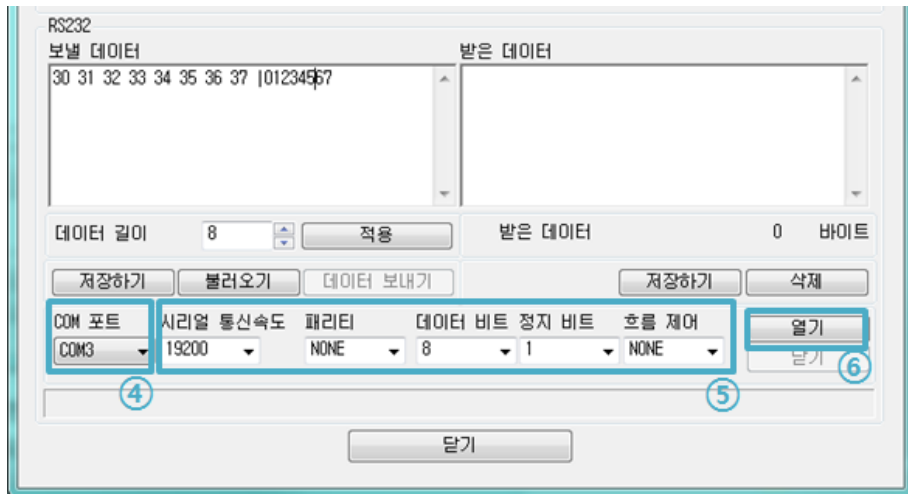 RS232
보낼 데이터 받은 데이터
30 31 32 33 34 35 36 37 |01234567
데이터 길이 8 적용 받은 데이터 0 바이트
저장하기 불러오기 데이터 보내기 저장하기 삭제
COM 포트 시리얼 통신속도 패리티 데이터 비트 정지 비트 흐름 제어 열기
COM3 19200 NONE 8 1 NONE 닫기
④ ⑤ ⑥
닫기